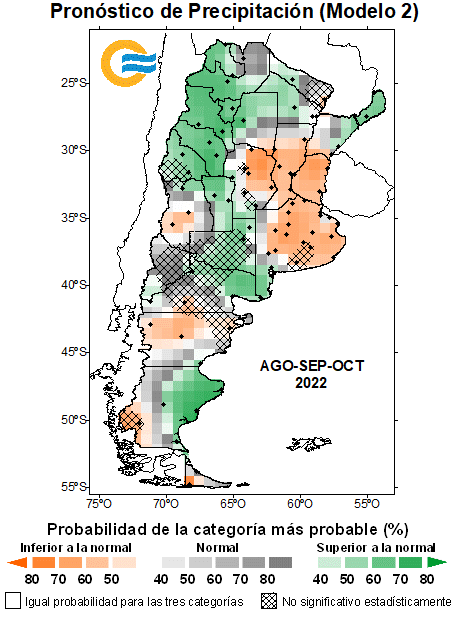 Pronóstico de Precipitación (Modelo 2)
25°S
30°S
35°S
40°S
45°S
50°S
55°S
AGO-SEP-OCT
2022
75°O 70°O 65°O 60°O 55°O
Probabilidad de la categoría más probable (%)
Inferior a la normal Normal Superior a la normal
80 70 60 50 40 50 60 70 40 50 60 70 80
Igual probabilidad para las tres categorías No significativo estadísticamente